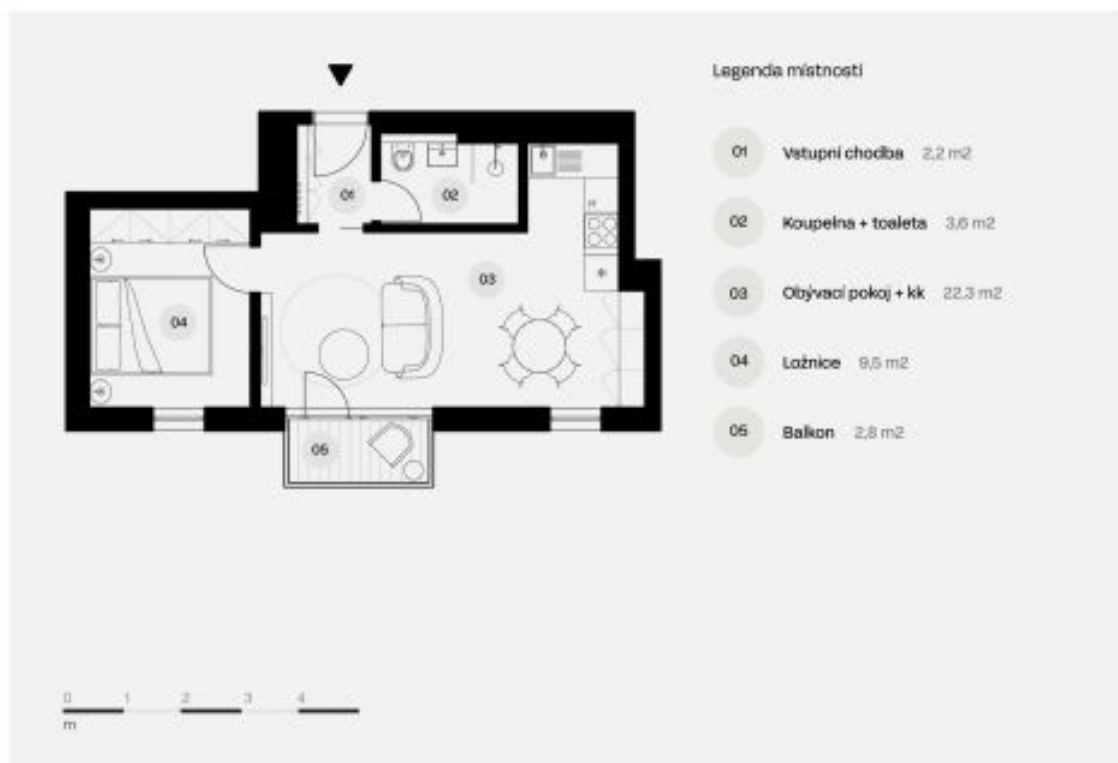 Legenda místností
01 Vstupní chodba 2,2 m2
02 Koupelna + toaleta 3,6 m2
03 Obývací pokoj + kk 22,3 m2
04 Ložnice 9,5 m2
05 Balkon 2,8 m2
01
02
03
04
05
0 1 2 3 4
m